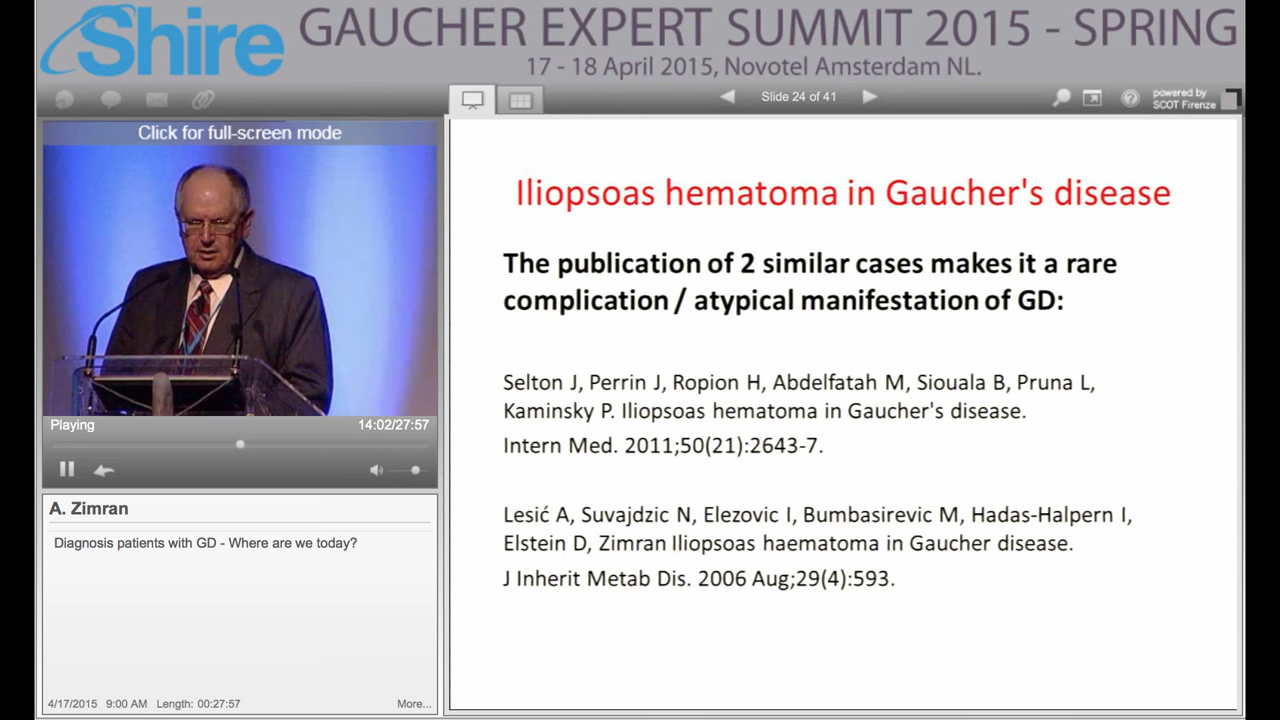 Shire
GAUCHER EXPERT SUMMIT 2015 - SPRING
17 - 18 April 2015, Novotel Amsterdam NL.
Slide 24 of 41
powered by
SCOT Firenze
Click for full-screen mode
Playing
14:02/27:57
A. Zimran
Diagnosis patients with GD - Where are we today?
4/17/2015 9:00 AM Length: 00:27:57
More...
Iliopsoas hematoma in Gaucher's disease
The publication of 2 similar cases makes it a rare
complication / atypical manifestation of GD:
Selton J, Perrin J, Ropion H, Abdelfatah M, Siouala B, Pruna L,
Kaminsky P. Iliopsoas hematoma in Gaucher's disease.
Intern Med. 2011;50(21):2643-7.
Lesić A, Suvajdzic N, Elezovic I, Bumbasirevic M, Hadas-Halpern I,
Elstein D, Zimran Iliopsoas haematoma in Gaucher disease.
J Inherit Metab Dis. 2006 Aug;29(4):593.